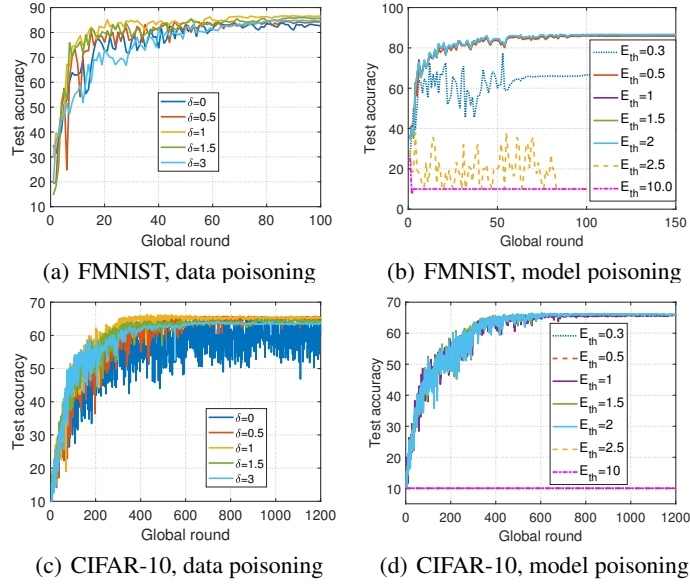 90
80
70
60
50
40
30
20
10
Test accuracy
0 20 40 60 80 100
Global round
δ=0
δ=0.5
δ=1
δ=1.5
δ=3
(a) FMNIST, data poisoning
100
80
60
40
20
0
Test accuracy
0 50 100 150
Global round
E_th=0.3
E_th=0.5
E_th=1
E_th=1.5
E_th=2
E_th=2.5
E_th=10.0
(b) FMNIST, model poisoning
70
60
50
40
30
20
10
Test accuracy
0 200 400 600 800 1000 1200
Global round
δ=0
δ=0.5
δ=1
δ=1.5
δ=3
(c) CIFAR-10, data poisoning
70
60
50
40
30
20
10
0
Test accuracy
0 200 400 600 800 1000 1200
Global round
E_th=0.3
E_th=0.5
E_th=1
E_th=1.5
E_th=2
E_th=2.5
E_th=10
(d) CIFAR-10, model poisoning